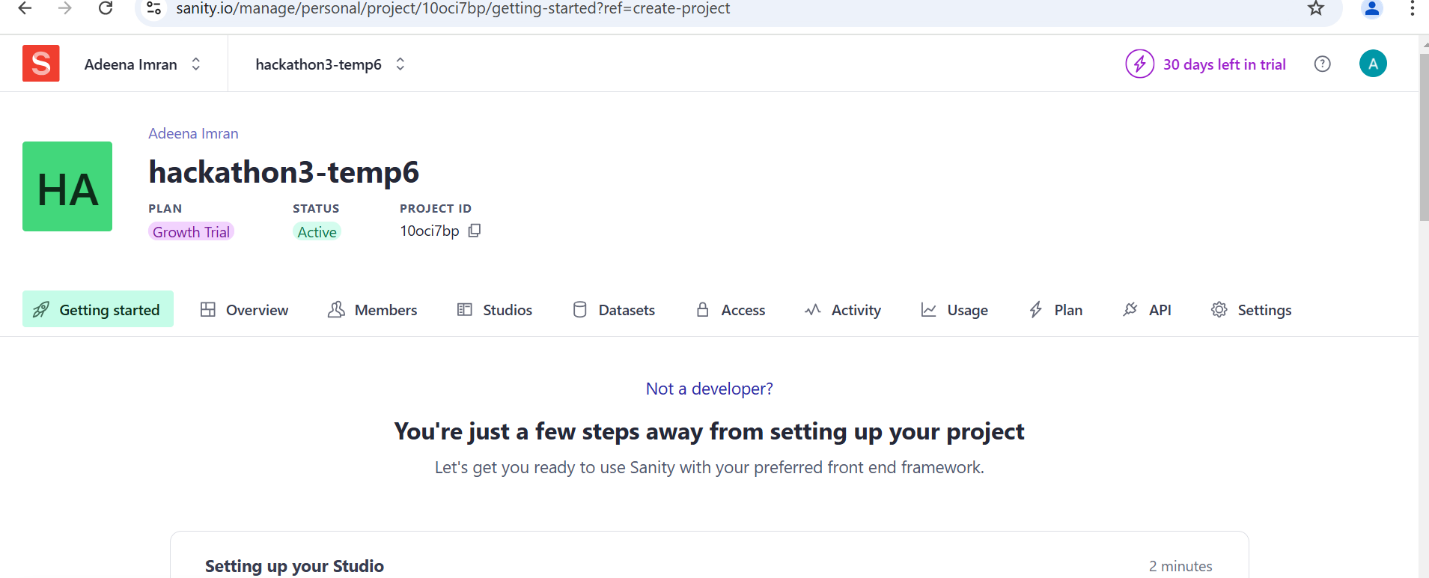 sanity.io/manage/personal/project/10oci7bp/getting-started?ref=create-project
S Adeena Imran hackathon3-temp6 30 days left in trial ? A
Adeena Imran
HA
hackathon3-temp6
PLAN STATUS PROJECT ID
Growth Trial Active 10oci7bp
Getting started Overview Members Studios Datasets Access Activity Usage Plan API Settings
Not a developer?
You're just a few steps away from setting up your project
Let's get you ready to use Sanity with your preferred front end framework.
Setting up your Studio 2 minutes